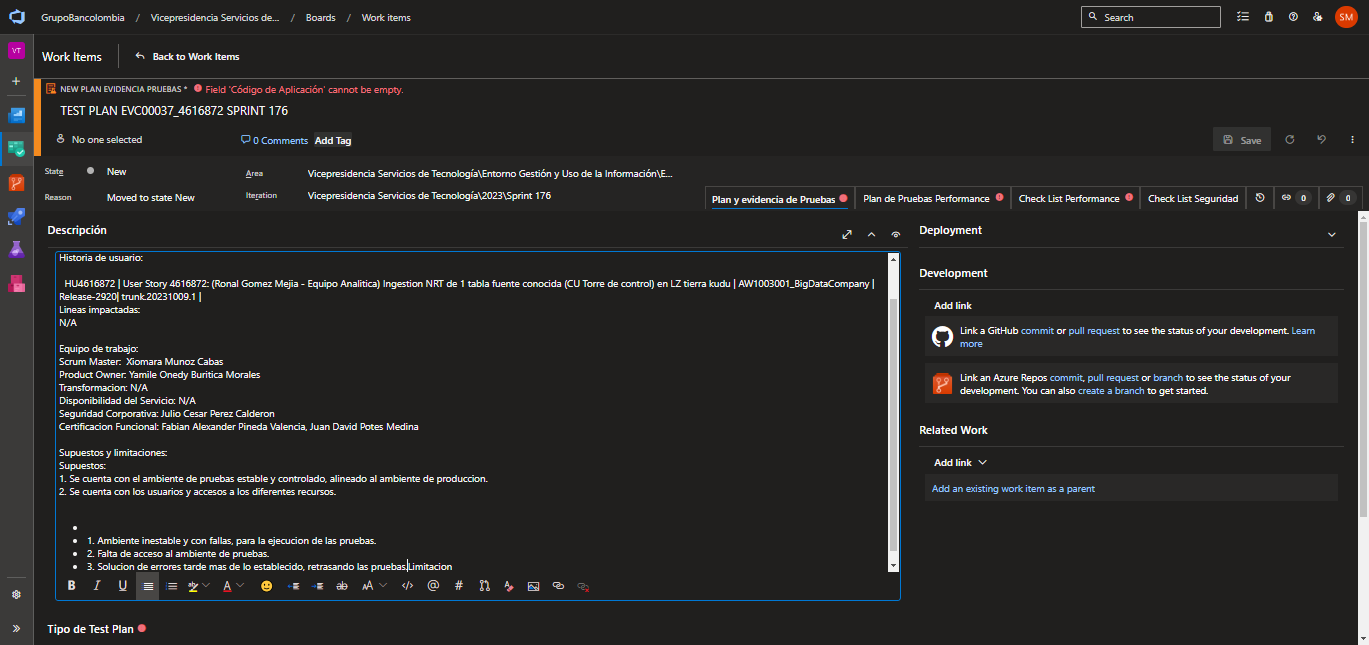 GrupoBancolombia / Vicepresidencia Servicios de... / Boards / Work items
Search
SM
VT
Work Items
Back to Work Items
NEW PLAN EVIDENCIA PRUEBAS * Field 'Código de Aplicación' cannot be empty.
TEST PLAN EVC00037_4616872 SPRINT 176
No one selected
0 Comments
Add Tag
Save
State
New
Area
Vicepresidencia Servicios de Tecnología\Entorno Gestión y Uso de la Información\E...
Reason
Moved to state New
Iteration
Vicepresidencia Servicios de Tecnología\2023\Sprint 176
Plan y evidencia de Pruebas
Plan de Pruebas Performance
Check List Performance
Check List Seguridad
0
0
Descripción
Historia de usuario:
HU4616872 | User Story 4616872: (Ronal Gomez Mejia - Equipo Analitica) Ingestion NRT de 1 tabla fuente conocida (CU Torre de control) en LZ tierra kudu | AW1003001_BigDataCompany |
Release-2920| trunk.20231009.1 |
Lineas impactadas:
N/A
Equipo de trabajo:
Scrum Master: Xiomara Munoz Cabas
Product Owner: Yamile Onedy Buritica Morales
Transformacion: N/A
Disponibilidad del Servicio: N/A
Seguridad Corporativa: Julio Cesar Perez Calderon
Certificacion Funcional: Fabian Alexander Pineda Valencia, Juan David Potes Medina
Supuestos y limitaciones:
Supuestos:
1. Se cuenta con el ambiente de pruebas estable y controlado, alineado al ambiente de produccion.
2. Se cuenta con los usuarios y accesos a los diferentes recursos.
1. Ambiente inestable y con fallas, para la ejecucion de las pruebas.
2. Falta de acceso al ambiente de pruebas.
3. Solucion de errores tarde mas de lo establecido, retrasando las pruebas.Limitacion
Tipo de Test Plan
Deployment
Development
Add link
Link a GitHub commit or pull request to see the status of your development. Learn
more
Link an Azure Repos commit, pull request or branch to see the status of your
development. You can also create a branch to get started.
Related Work
Add link
Add an existing work item as a parent